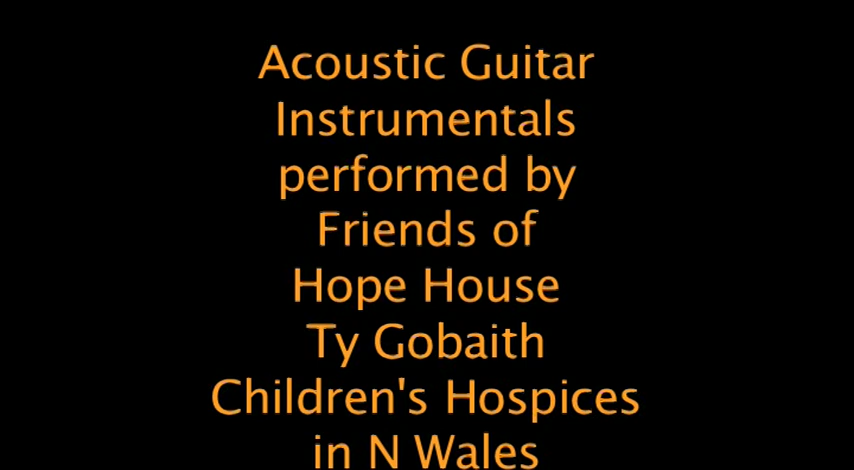 Acoustic Guitar
Instrumentals
performed by
Friends of
Hope House
Ty Gobaith
Children's Hospices
in N Wales